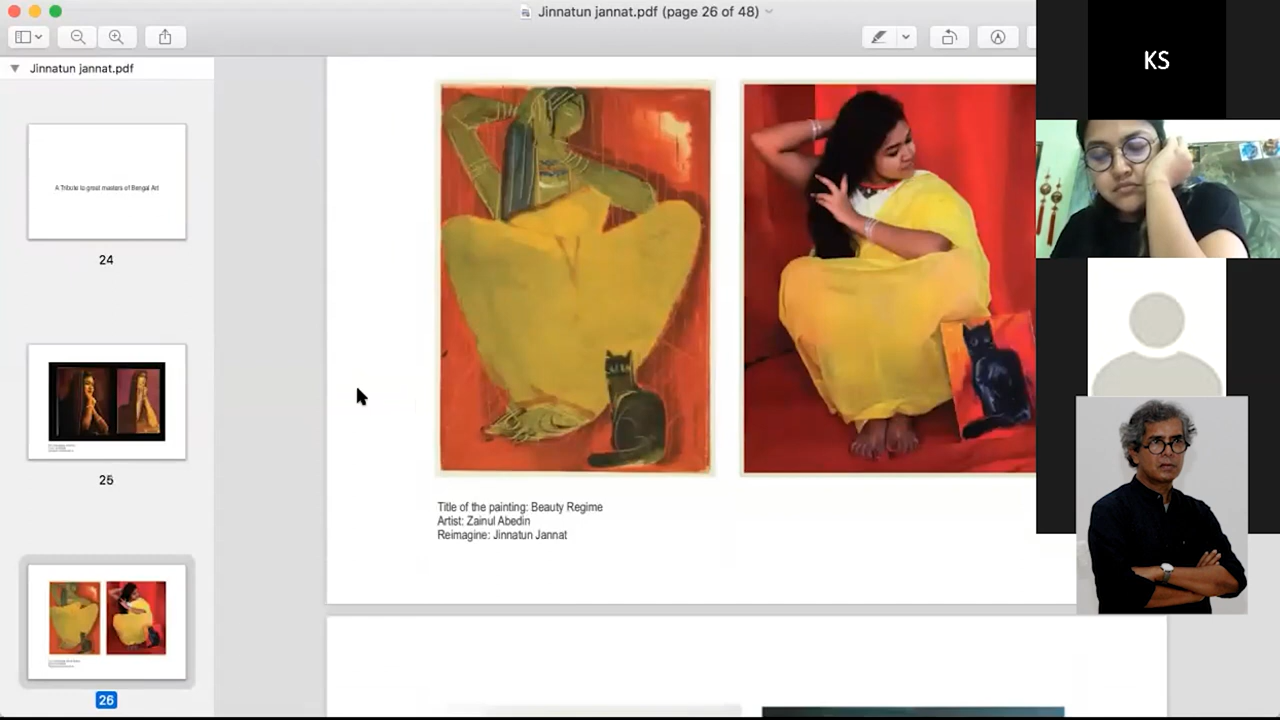 Jinnatun jannat.pdf (page 26 of 48)
Jinnatun jannat.pdf
A Tribute to great masters of Bengal Art
24
25
26
Title of the painting: Beauty Regime
Artist: Zainul Abedin
Reimagine: Jinnatun Jannat
KS